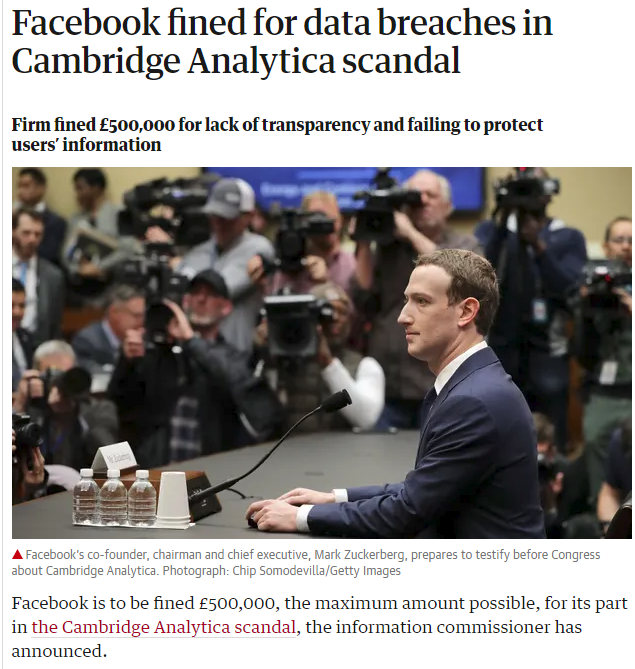 Facebook fined for data breaches in
Cambridge Analytica scandal
Firm fined £500,000 for lack of transparency and failing to protect
users' information
Facebook's co-founder, chairman and chief executive, Mark Zuckerberg, prepares to testify before Congress
about Cambridge Analytica. Photograph: Chip Somodevilla/Getty Images
Facebook is to be fined £500,000, the maximum amount possible, for its part
in the Cambridge Analytica scandal, the information commissioner has
announced.